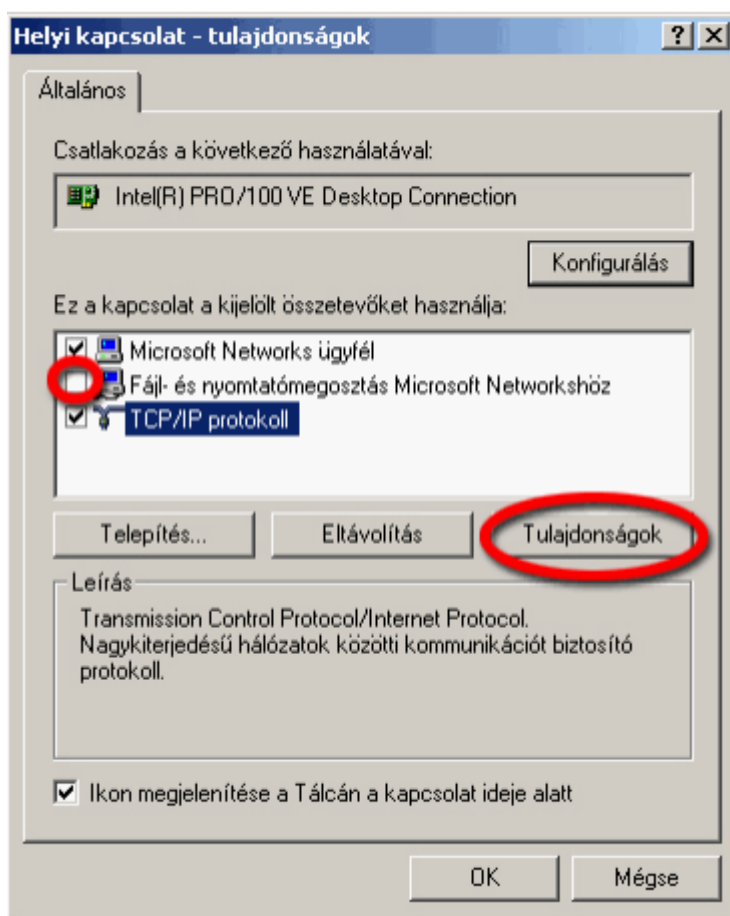 Helyi kapcsolat - tulajdonságok
Általános
Csatlakozás a következő használatával:
Intel(R) PRO/100 VE Desktop Connection
Konfigurálás
Ez a kapcsolat a kijelölt összetevőket használja:
Microsoft Networks ügyfél
Fájl- és nyomtatómegosztás Microsoft Networkshöz
TCP/IP protokoll
Telepítés... Eltávolítás Tulajdonságok
Leírás
Transmission Control Protocol/Internet Protocol.
Nagykiterjedésű hálózatok közötti kommunikációt biztosító
protokoll.
Ikon megjelenítése a Tálcán a kapcsolat ideje alatt
OK Mégse